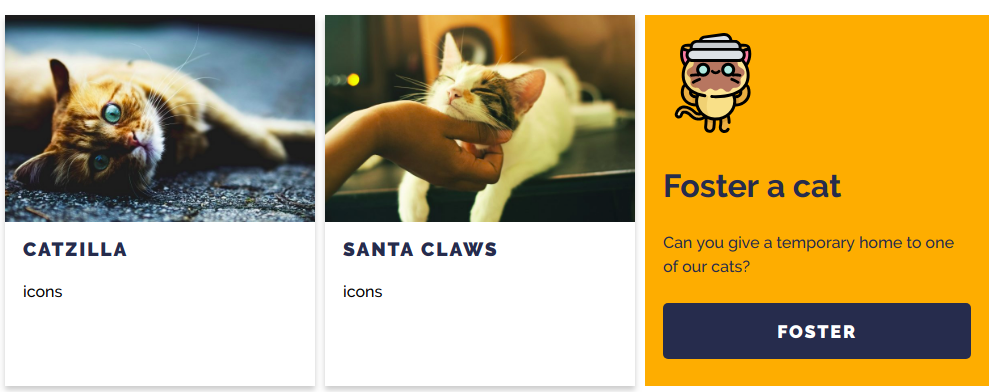 CATZILLA
icons
SANTA CLAWS
icons
Foster a cat
Can you give a temporary home to one
of our cats?
FOSTER